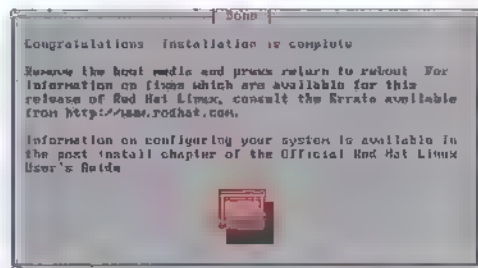 Done
Congratulations installation is complete
Remove the boot media and press return to reboot For
information on fixes which are available for this
release of Red Hat Linux, consult the Errata available
from http://www.redhat.com.
Information on configuring your system is available in
the post install chapter of the Official Red Hat Linux
User's Guide